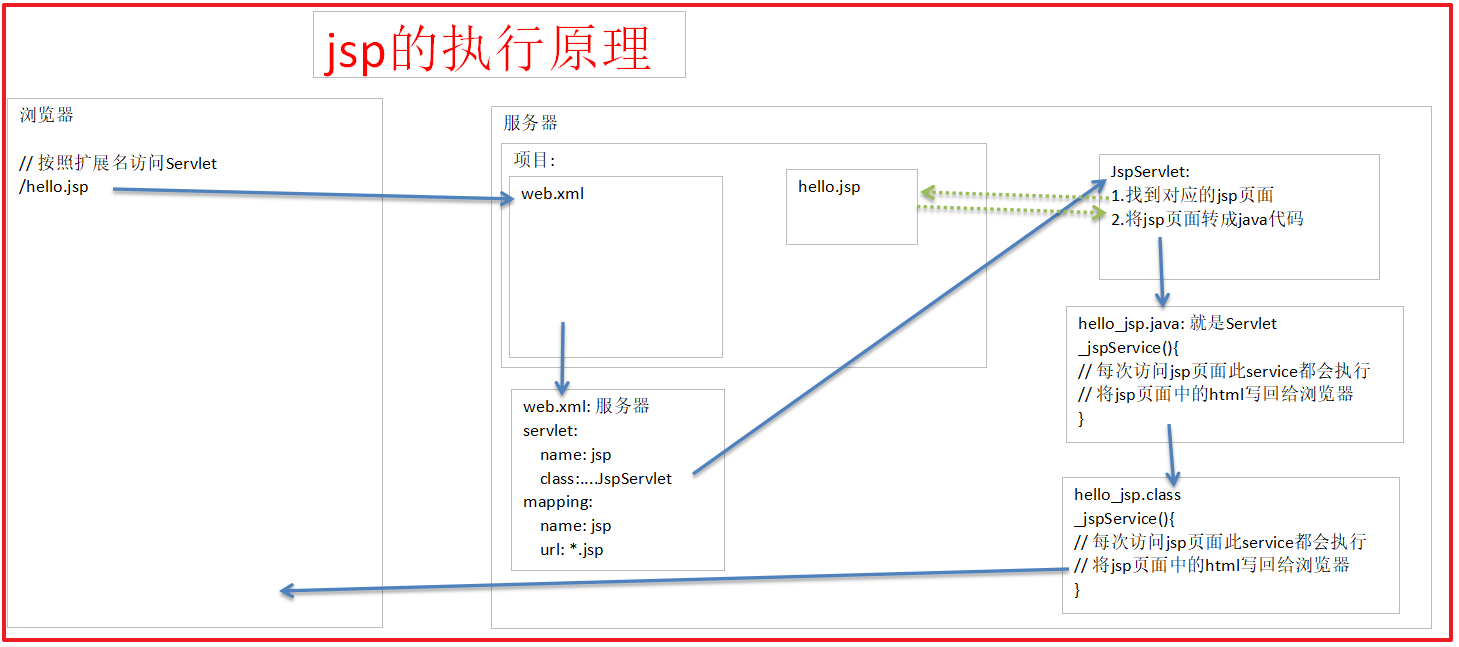 jsp的执行原理
浏览器
// 按照扩展名访问Servlet
/hello.jsp
服务器
项目:
web.xml
hello.jsp
web.xml: 服务器
servlet:
name: jsp
class:....JspServlet
mapping:
name: jsp
url: *.jsp
JspServlet:
1.找到对应的jsp页面
2.将jsp页面转成java代码
hello_jsp.java: 就是Servlet
_jspService(){
// 每次访问jsp页面此service都会执行
// 将jsp页面中的html写回给浏览器
}
hello_jsp.class
_jspService(){
// 每次访问jsp页面此service都会执行
// 将jsp页面中的html写回给浏览器
}